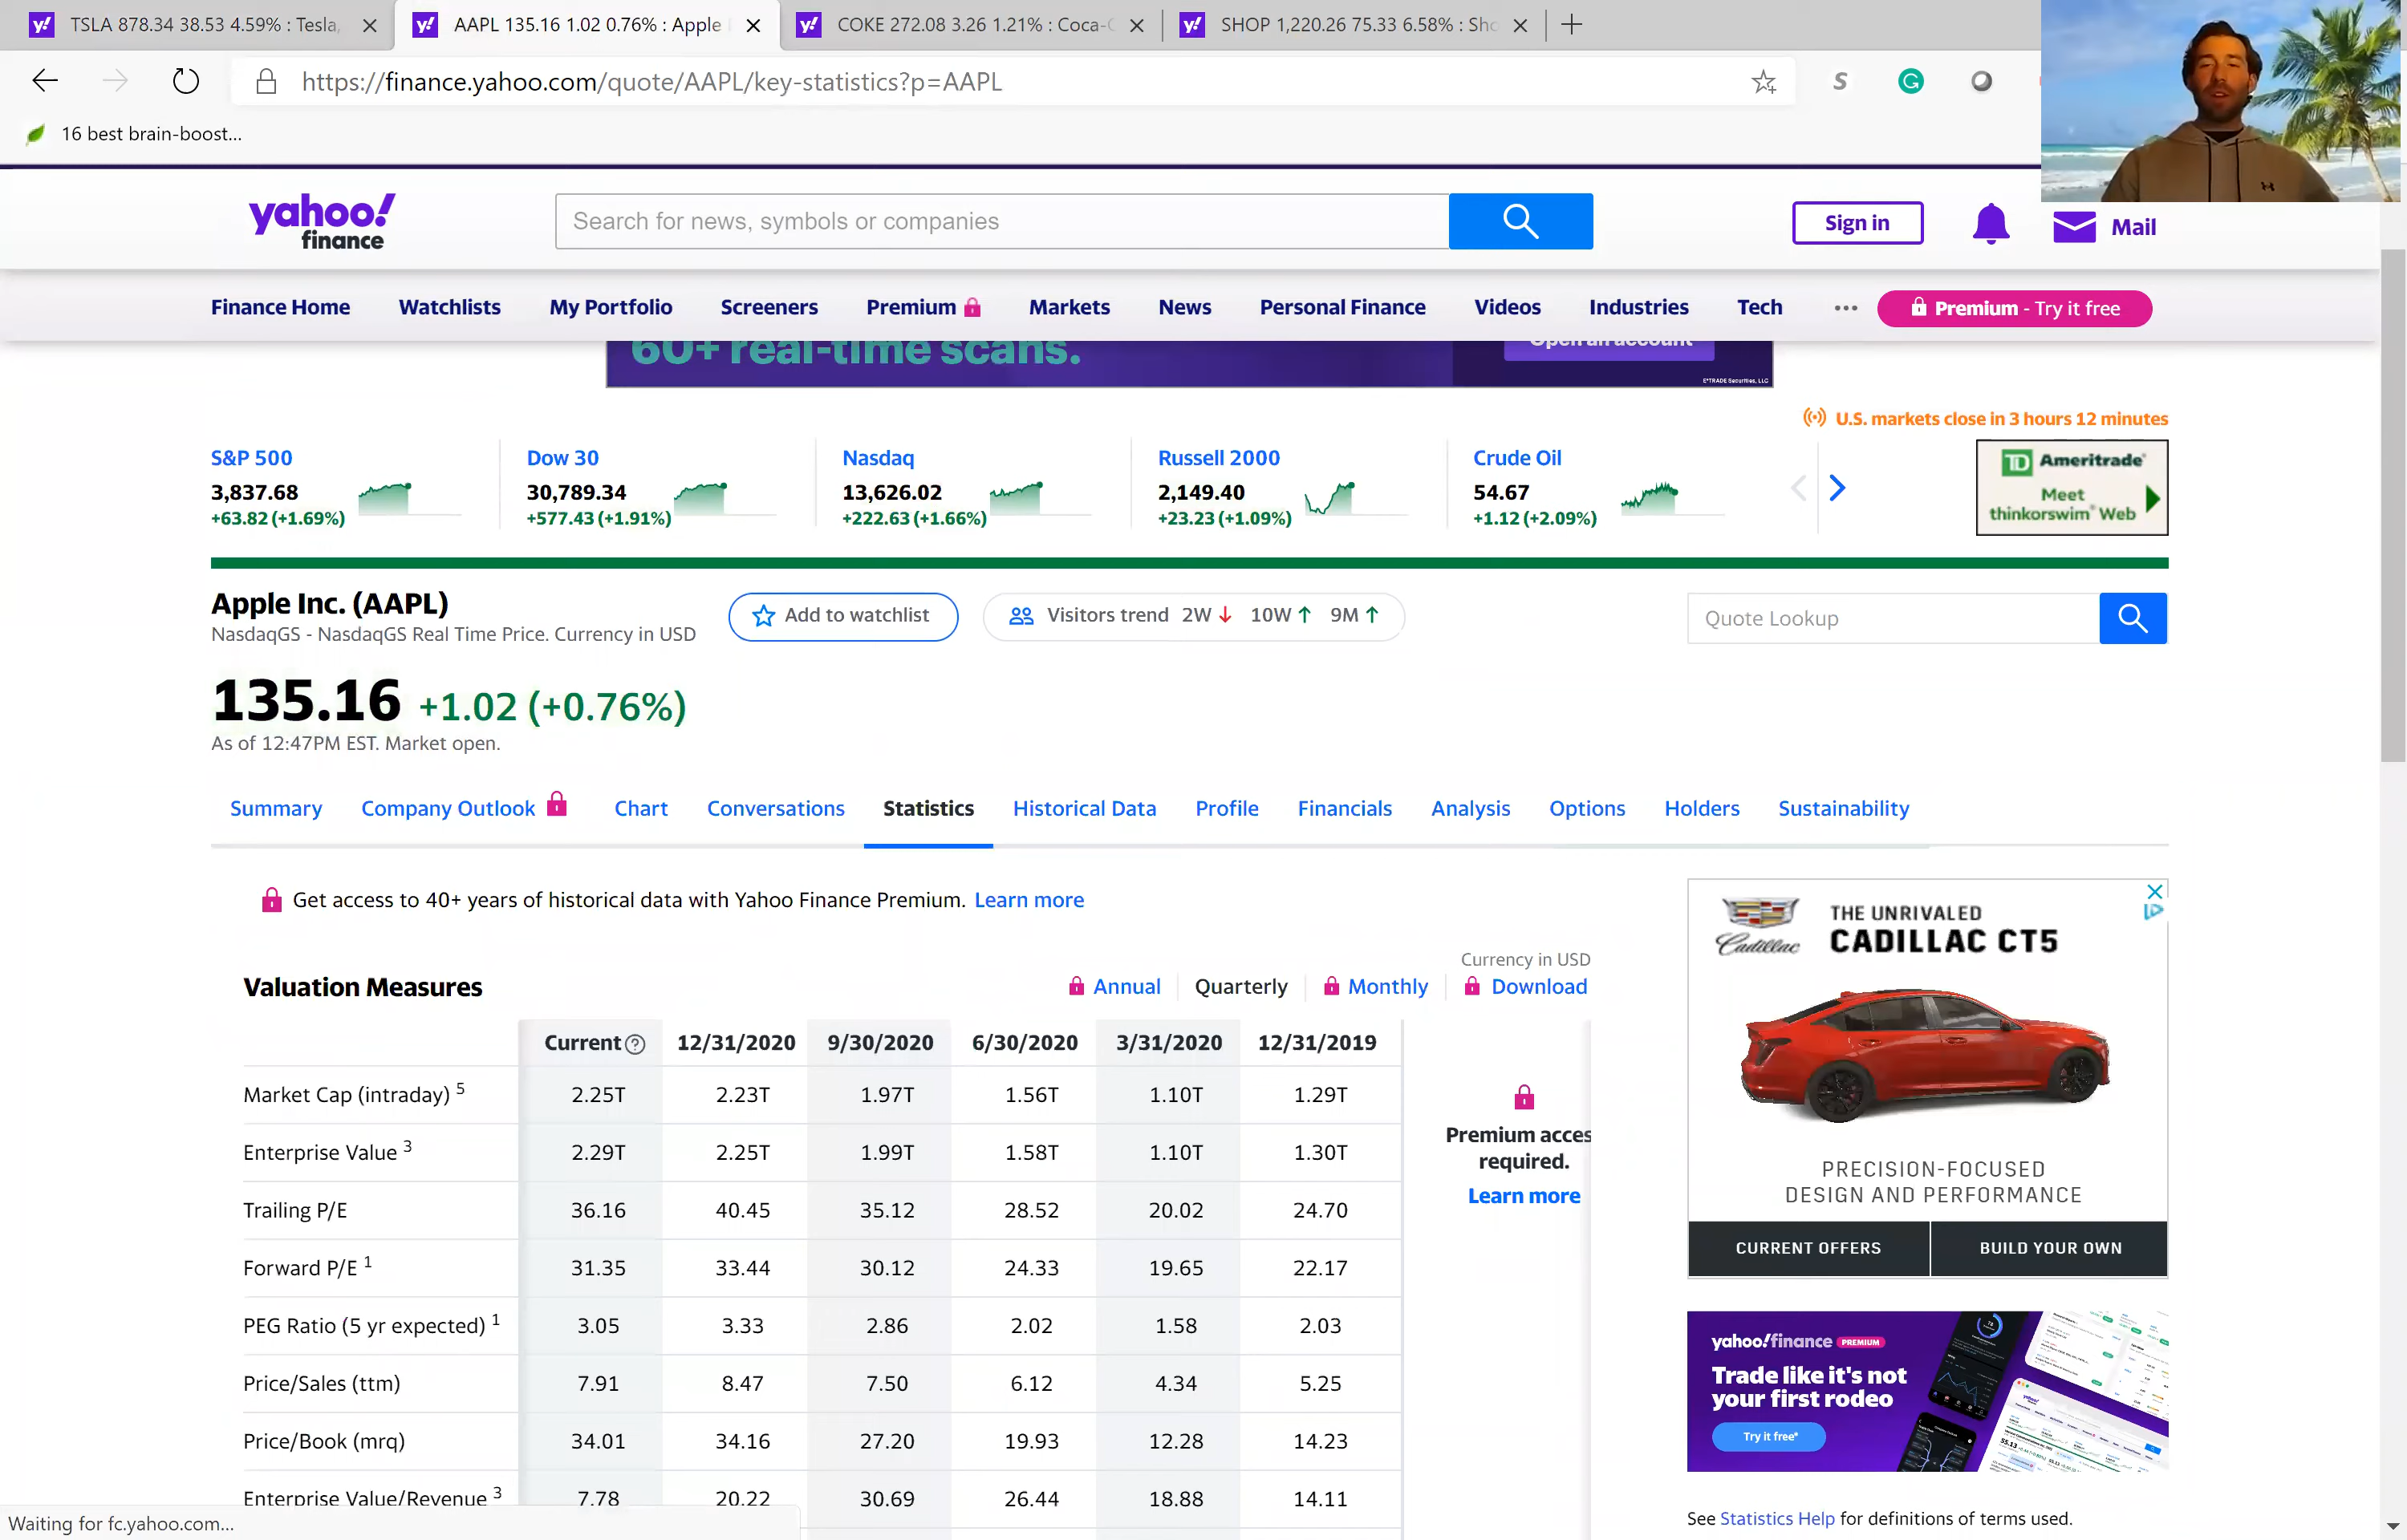 TSLA 878.34 38.53 4.59% : Tesla,
AAPL 135.16 1.02 0.76% : Apple
COKE 272.08 3.26 1.21% : Coca-C
SHOP 1,220.26 75.33 6.58% : Sho
https://finance.yahoo.com/quote/AAPL/key-statistics?p=AAPL
16 best brain-boost...
yahoo!
finance
Search for news, symbols or companies
Sign in
Mail
Finance Home Watchlists My Portfolio Screeners Premium Markets News Personal Finance Videos Industries Tech ... Premium - Try it free
60+ real-time scans.
Open an account
E*TRADE Securities, LLC
U.S. markets close in 3 hours 12 minutes
S&P 500
3,837.68
+63.82 (+1.69%)
Dow 30
30,789.34
+577.43 (+1.91%)
Nasdaq
13,626.02
+222.63 (+1.66%)
Russell 2000
2,149.40
+23.23 (+1.09%)
Crude Oil
54.67
+1.12 (+2.09%)
TD Ameritrade
Meet
thinkorswim® Web
Apple Inc. (AAPL)
NasdaqGS - NasdaqGS Real Time Price. Currency in USD
Add to watchlist
Visitors trend 2W ↓ 10W ↑ 9M ↑
Quote Lookup
135.16 +1.02 (+0.76%)
As of 12:47PM EST. Market open.
Summary Company Outlook Chart Conversations Statistics Historical Data Profile Financials Analysis Options Holders Sustainability
Get access to 40+ years of historical data with Yahoo Finance Premium. Learn more
Currency in USD
Valuation Measures
Annual Quarterly Monthly Download
Current 12/31/2020 9/30/2020 6/30/2020 3/31/2020 12/31/2019
Market Cap (intraday) 5 2.25T 2.23T 1.97T 1.56T 1.10T 1.29T
Enterprise Value 3 2.29T 2.25T 1.99T 1.58T 1.10T 1.30T
Trailing P/E 36.16 40.45 35.12 28.52 20.02 24.70
Forward P/E 1 31.35 33.44 30.12 24.33 19.65 22.17
PEG Ratio (5 yr expected) 1 3.05 3.33 2.86 2.02 1.58 2.03
Price/Sales (ttm) 7.91 8.47 7.50 6.12 4.34 5.25
Price/Book (mrq) 34.01 34.16 27.20 19.93 12.28 14.23
Enterprise Value/Revenue 3 7.78 20.22 30.69 26.44 18.88 14.11
Premium acces
required.
Learn more
Cadillac
THE UNRIVALED
CADILLAC CT5
PRECISION-FOCUSED
DESIGN AND PERFORMANCE
CURRENT OFFERS
BUILD YOUR OWN
yahoo!finance PREMIUM
Trade like it's not
your first rodeo
Try it free*
See Statistics Help for definitions of terms used.
Waiting for fc.yahoo.com...